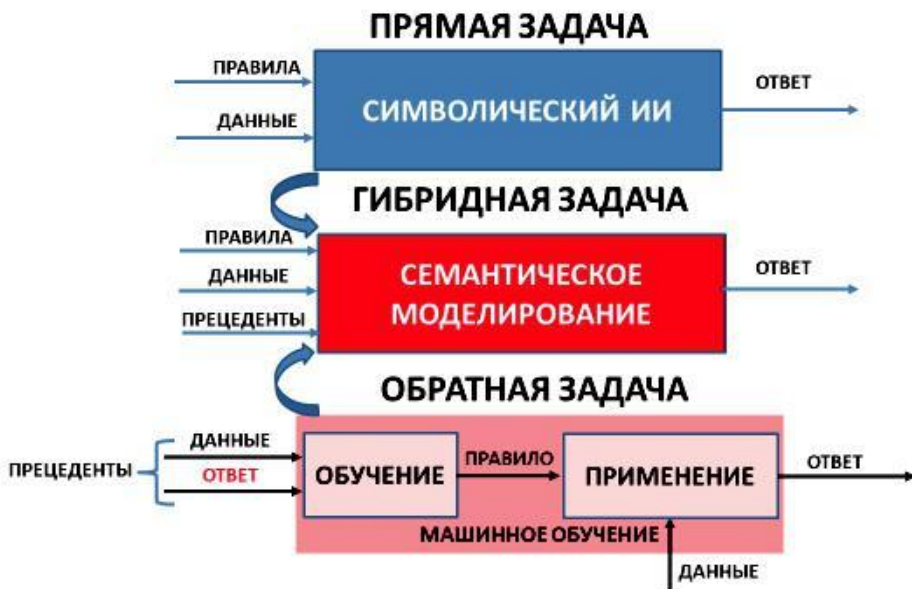 ПРЯМАЯ ЗАДАЧА
ПРАВИЛА
ДАННЫЕ
СИМВОЛИЧЕСКИЙ ИИ
ОТВЕТ
ГИБРИДНАЯ ЗАДАЧА
ПРАВИЛА
ДАННЫЕ
ПРЕЦЕДЕНТЫ
СЕМАНТИЧЕСКОЕ
МОДЕЛИРОВАНИЕ
ОТВЕТ
ОБРАТНАЯ ЗАДАЧА
ПРЕЦЕДЕНТЫ
ДАННЫЕ
ОТВЕТ
ОБУЧЕНИЕ
ПРАВИЛО
ПРИМЕНЕНИЕ
ОТВЕТ
МАШИННОЕ ОБУЧЕНИЕ
ДАННЫЕ